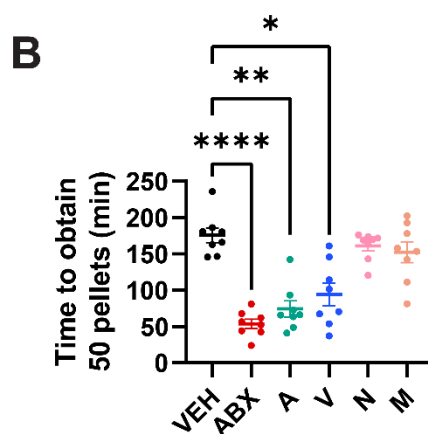 B
*
**
****
Time to obtain
50 pellets (min)
250
200
150
100
50
0
VEH
ABX
A
V
N
M